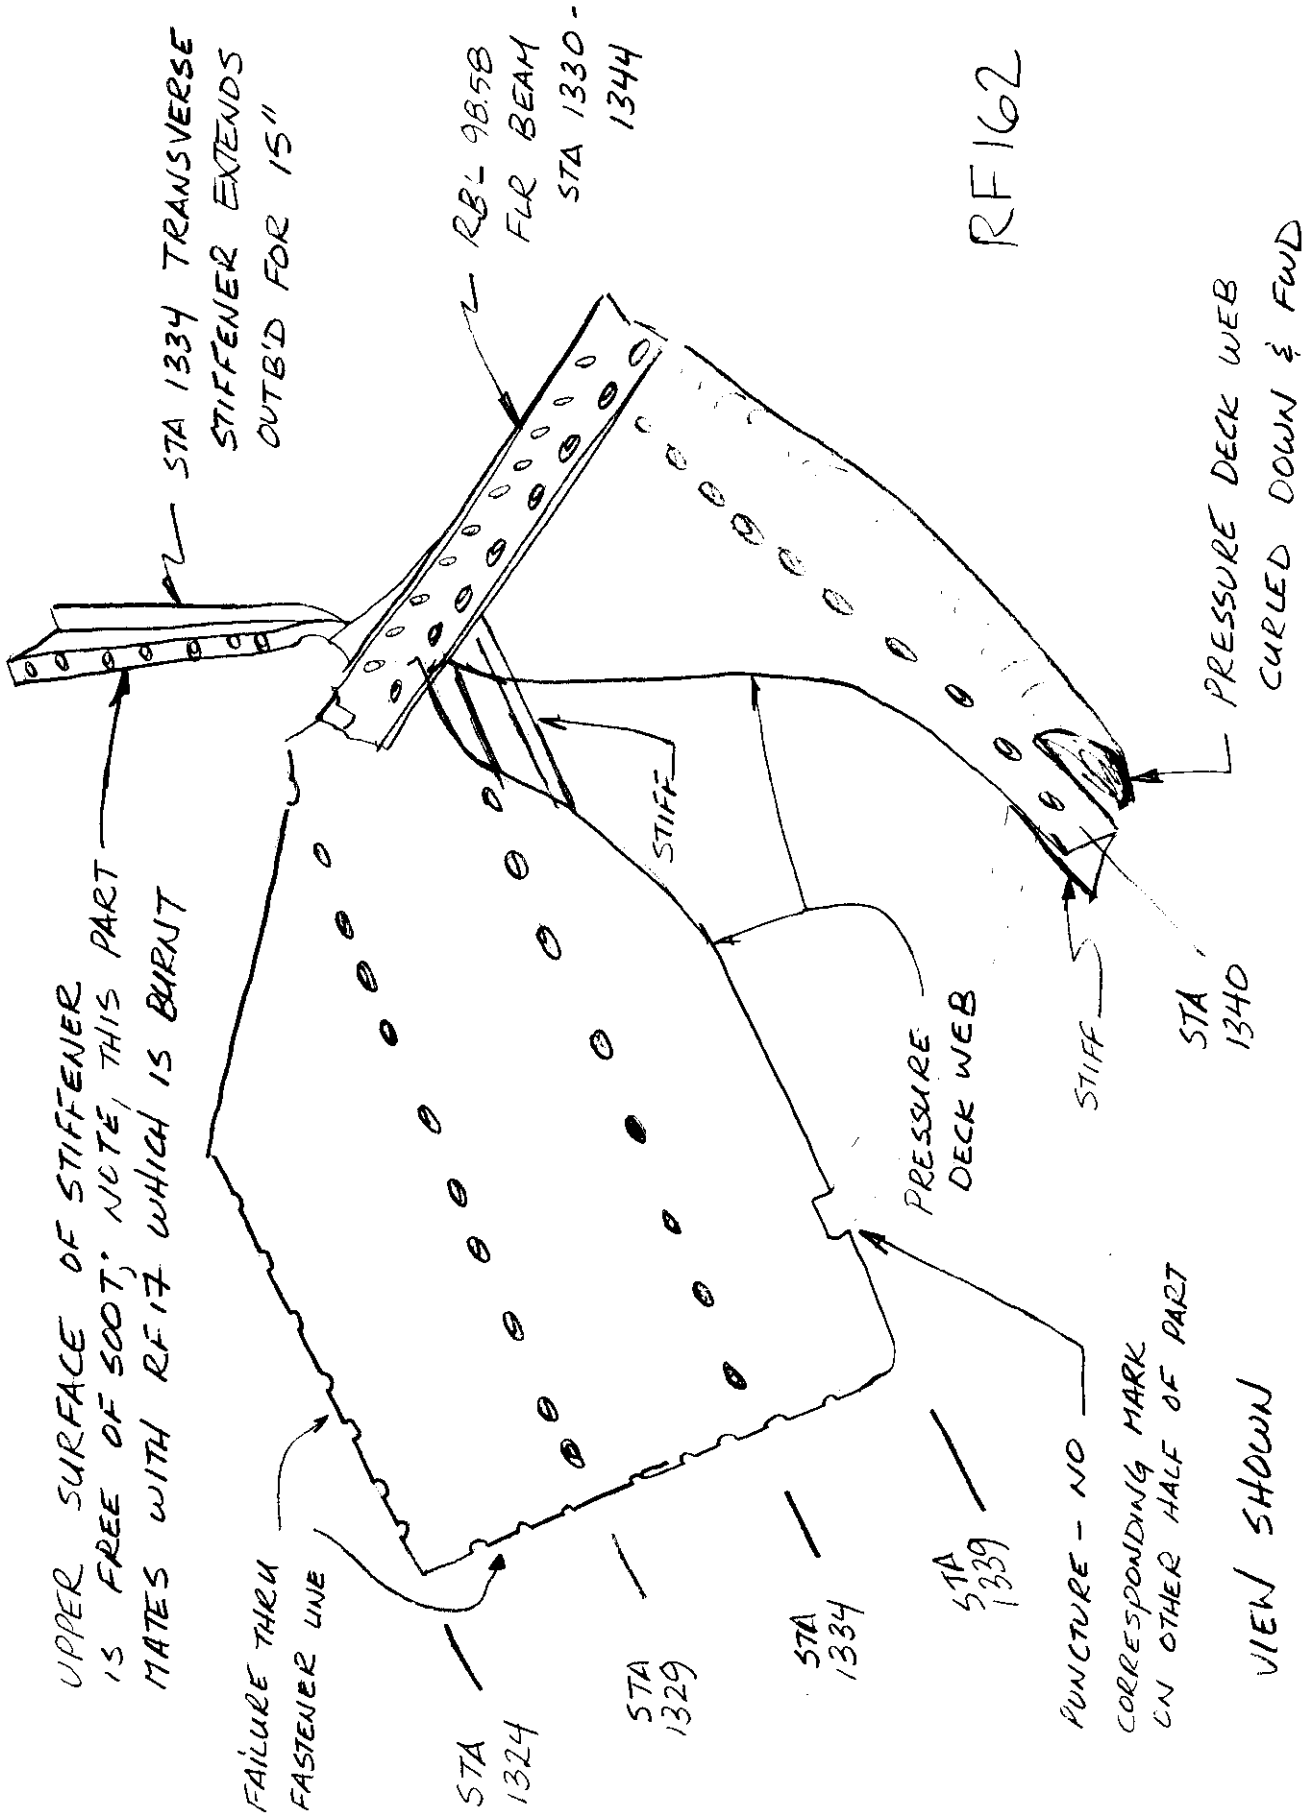 UPPER SURFACE OF STIFFENER
IS FREE OF SOOT; NOTE, THIS PART
MATES WITH RF17 WHICH IS BURNT
STA 1334 TRANSVERSE
STIFFENER EXTENDS
OUTB'D FOR 15"
FAILURE THRU
FASTENER LINE
RBL 98.58
FLR BEAM
STA 1330-
1344
STA
1324
STA
1329
STA
1334
STA
1339
STIFF
PRESSURE
DECK WEB
RF162
STIFF
STA
1340
PRESSURE DECK WEB
CURLED DOWN & FWD
PUNCTURE - NO
CORRESPONDING MARK
ON OTHER HALF OF PART
VIEW SHOWN